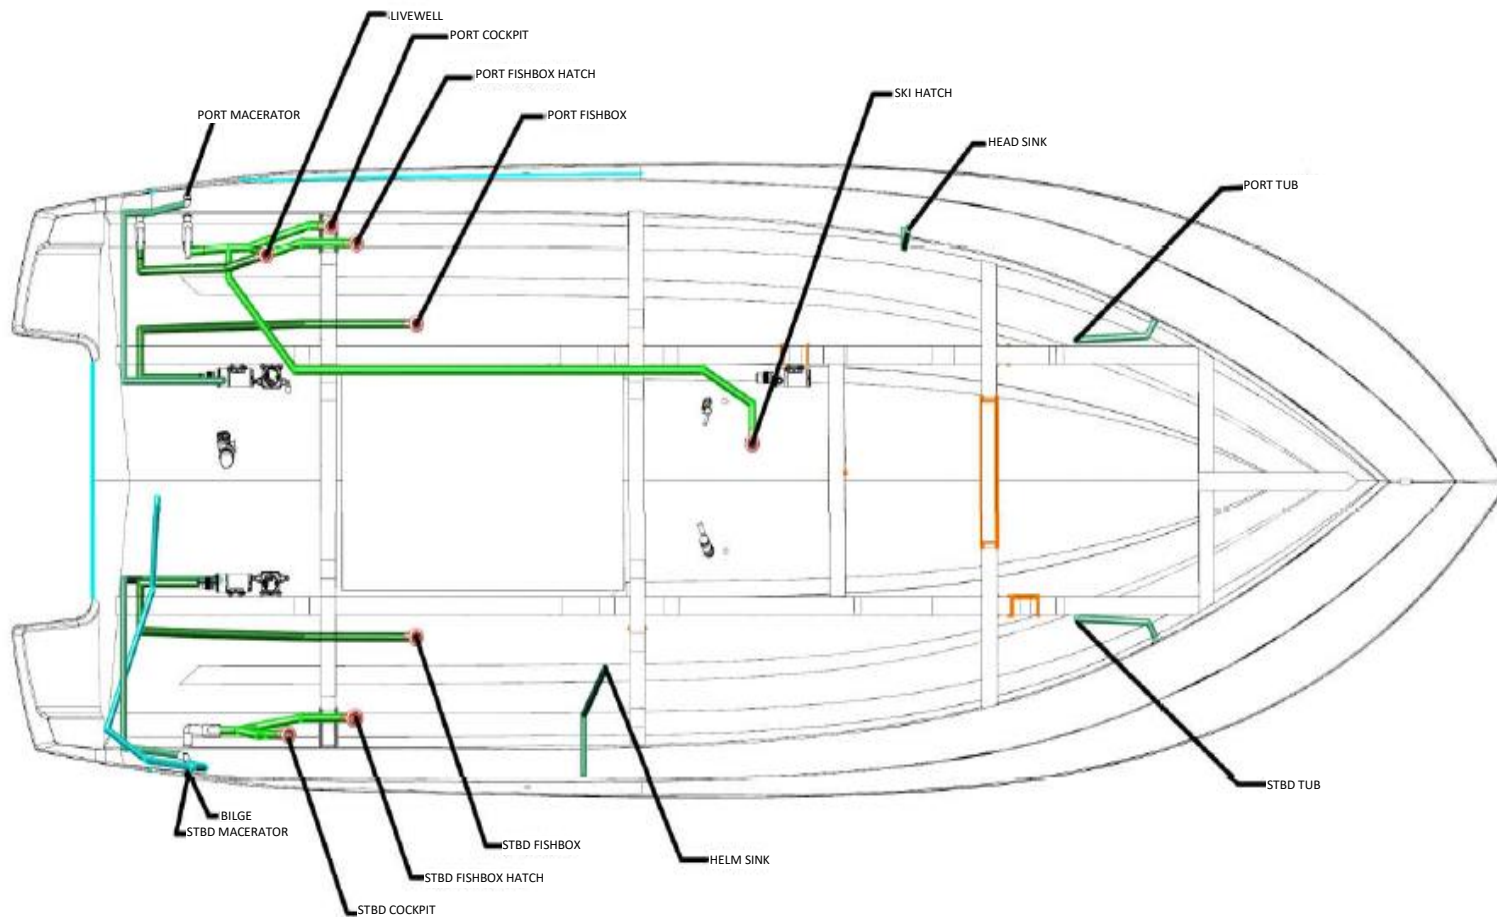 LIVEWELL
PORT COCKPIT
PORT FISHBOX HATCH
SKI HATCH
PORT MACERATOR
PORT FISHBOX
HEAD SINK
PORT TUB
STBD TUB
BILGE
STBD MACERATOR
STBD FISHBOX
HELM SINK
STBD FISHBOX HATCH
STBD COCKPIT